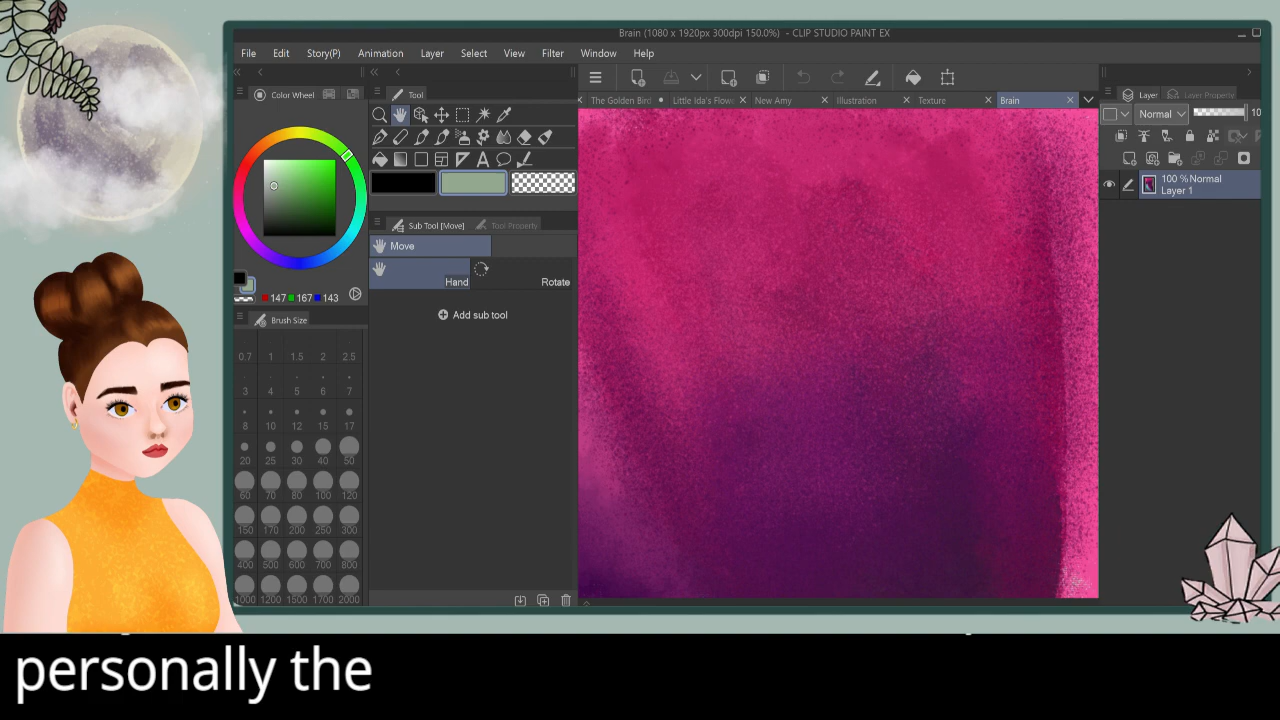 Brain (1080 x 1920px 300dpi 150.0%) - CLIP STUDIO PAINT EX
File Edit Story(P) Animation Layer Select View Filter Window Help
Color Wheel
Tool
The Golden Bird Little Ida's Flow New Amy Illustration Texture Brain
Layer Layer Property
Normal 10
100 %Normal
Layer 1
Sub Tool [Move] Tool Property
Move
Hand Rotate
Add sub tool
147 167 143
Brush Size
0.7 1 1.5 2 2.5
3 4 5 6 7
8 10 12 15 17
20 25 30 40 50
60 70 80 100 120
150 170 200 250 300
400 500 600 700 800
1000 1200 1500 1700 2000
personally the